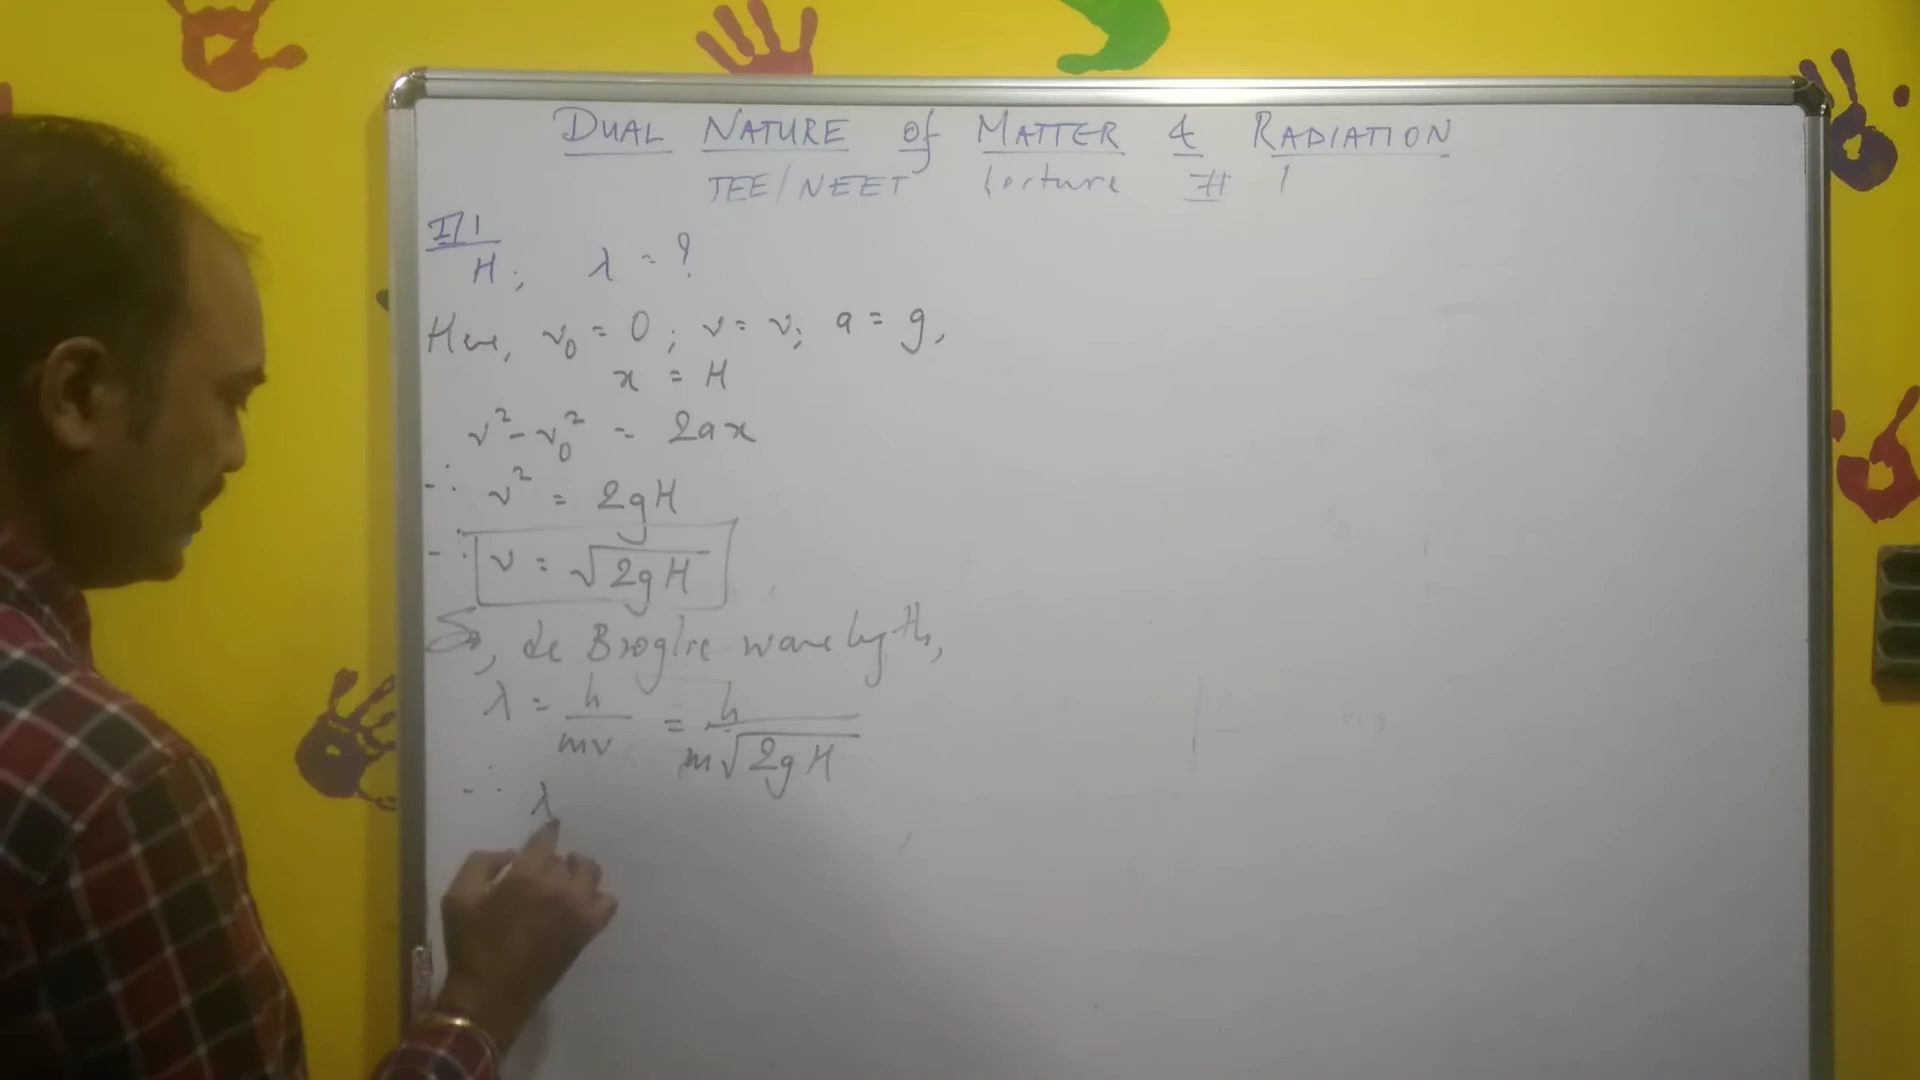 DUAL NATURE of MATTER & RADIATION
JEE/NEET Lecture # 1
I/1
H, λ = ?
Here, v₀ = 0; v = v; a = g,
x = H
v² - v₀² = 2ax
∴ v² = 2gH
∴ v = √2gH
So, de Broglie wavelength,
λ = h/mv = h/m√2gH
∴ λ